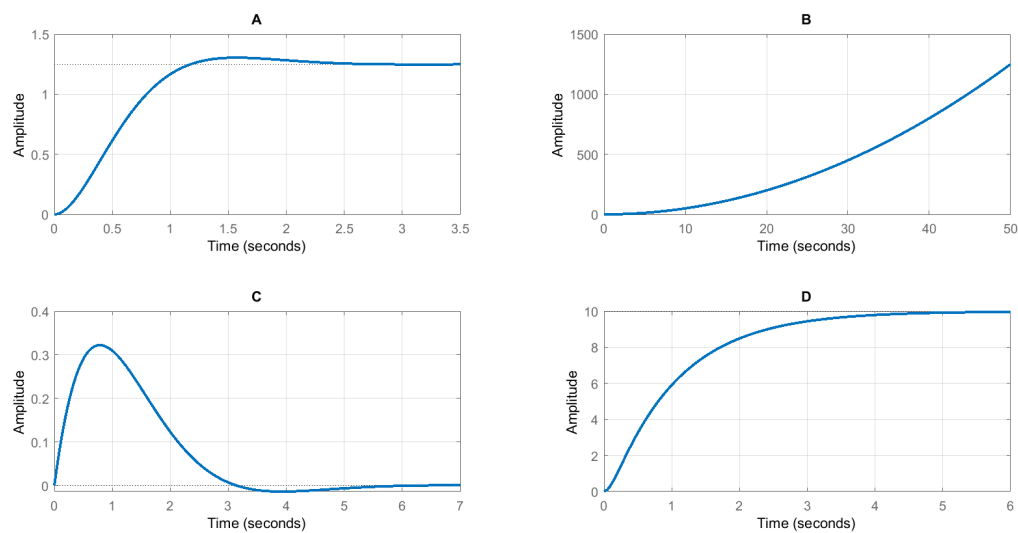 A
1.5
1
0.5
0
Amplitude
0 0.5 1 1.5 2 2.5 3 3.5
Time (seconds)
B
1500
1000
500
0
Amplitude
0 10 20 30 40 50
Time (seconds)
C
0.4
0.3
0.2
0.1
0
Amplitude
0 1 2 3 4 5 6 7
Time (seconds)
D
10
8
6
4
2
0
Amplitude
0 1 2 3 4 5 6
Time (seconds)